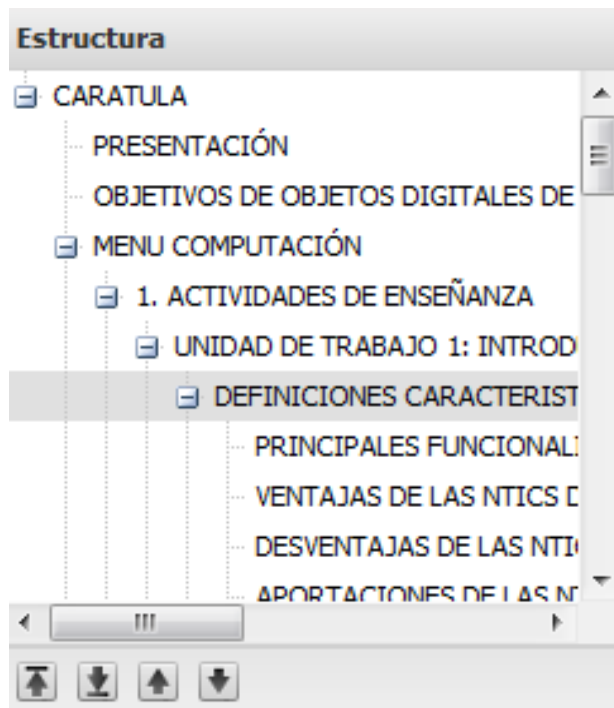 Estructura
CARATULA
PRESENTACIÓN
OBJETIVOS DE OBJETOS DIGITALES DE
MENU COMPUTACIÓN
1. ACTIVIDADES DE ENSEÑANZA
UNIDAD DE TRABAJO 1: INTROD
DEFINICIONES CARACTERIST
PRINCIPALES FUNCIONALI
VENTAJAS DE LAS NTICS D
DESVENTAJAS DE LAS NTI
APORTACIONES DE LAS N